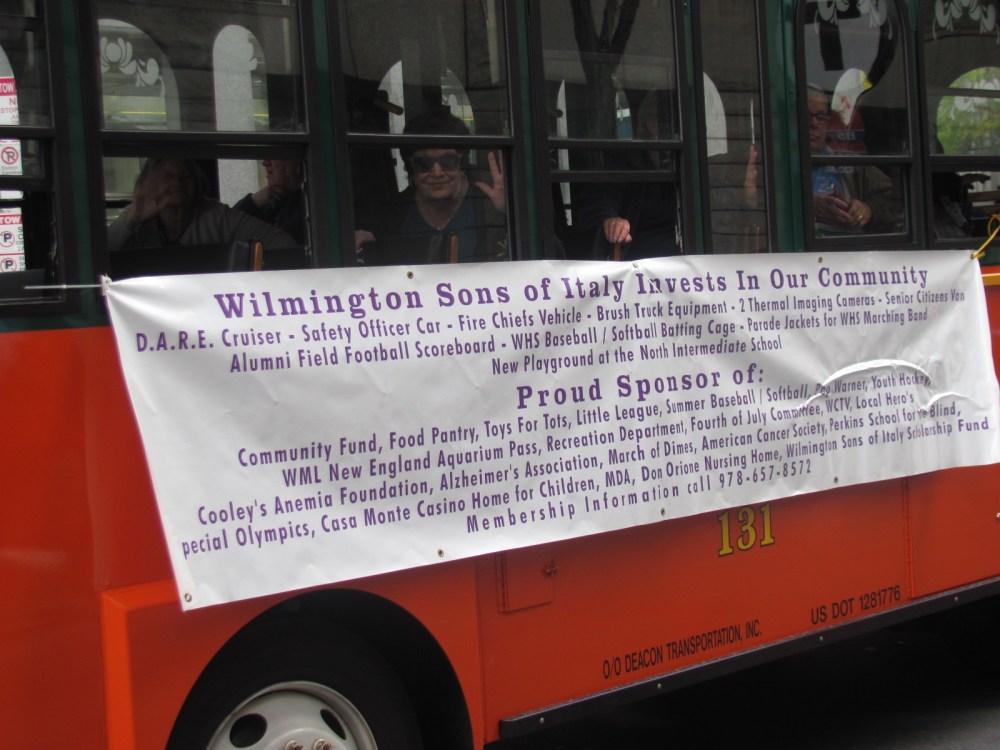 TOW
TOW
Wilmington Sons of Italy Invests In Our Community
D.A.R.E. Cruiser - Safety Officer Car - Fire Chiefs Vehicle - Brush Truck Equipment - 2 Thermal Imaging Cameras - Senior Citizens Van
Alumni Field Football Scoreboard - WHS Baseball / Softball Batting Cage - Parade Jackets for WHS Marching Band
New Playground at the North Intermediate School
Proud Sponsor of:
Community Fund, Food Pantry, Toys For Tots, Little League, Summer Baseball / Softball, Pop Warner, Youth Hockey,
WML New England Aquarium Pass, Recreation Department, Fourth of July Committee, WCTV, Local Hero's
Cooley's Anemia Foundation, Alzheimer's Association, March of Dimes, American Cancer Society, Perkins School for Blind,
pecial Olympics, Casa Monte Casino Home for Children, MDA, Don Orione Nursing Home, Wilmington Sons of Italy Scholarship Fund
Membership Information call 978-657-8572
131
O/O DEACON TRANSPORTATION, INC.
US DOT 1281776